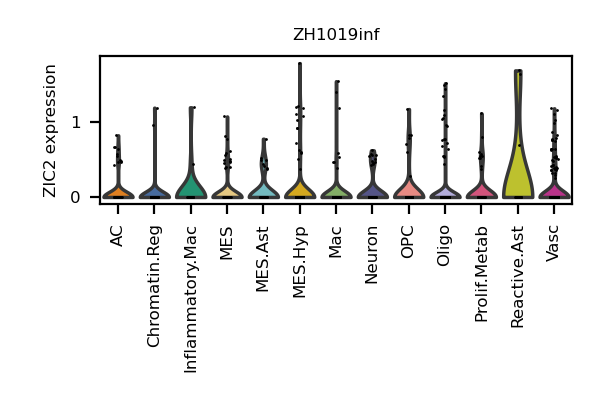 ZH1019inf
ZIC2 expression
1
0
AC
Chromatin.Reg
Inflammatory.Mac
MES
MES.Ast
MES.Hyp
Mac
Neuron
OPC
Oligo
Prolif.Metab
Reactive.Ast
Vasc